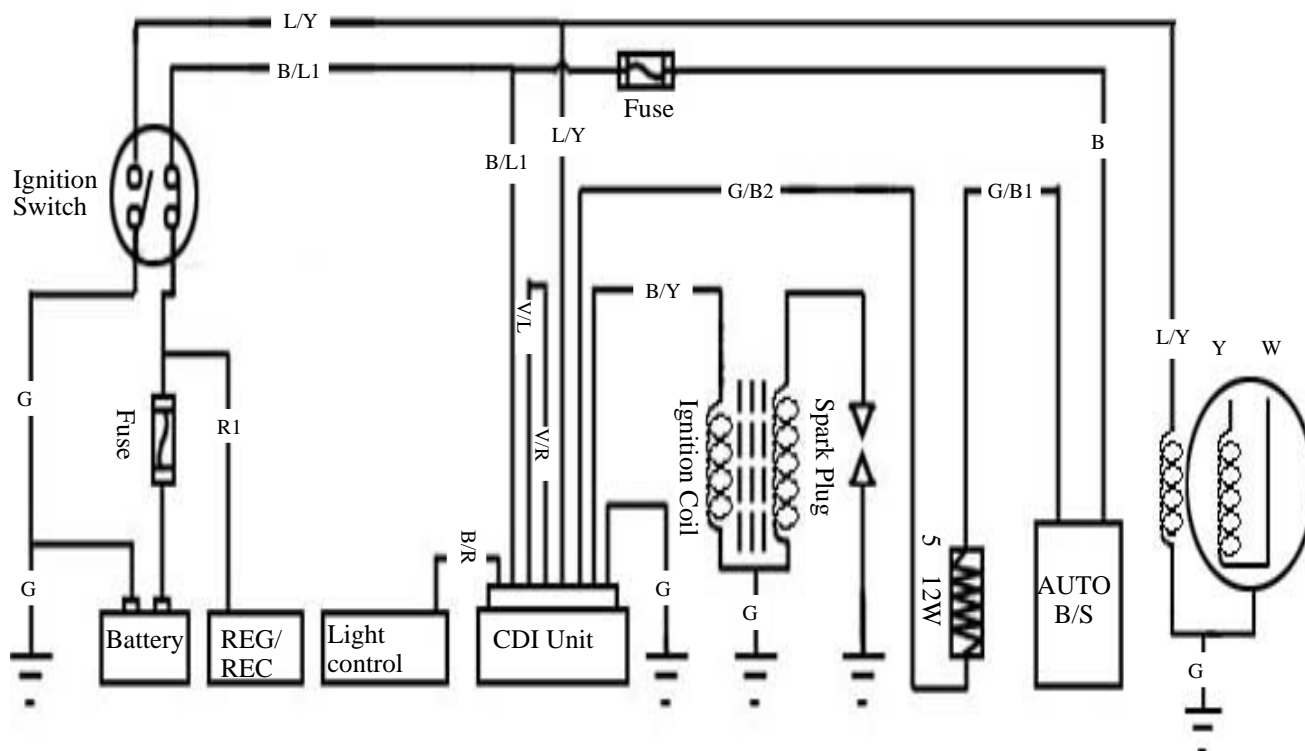 L/Y
B/L1
Fuse
L/Y
B
B/L1
Ignition
Switch
G/B2
G/B1
B/Y
V/L
L/Y
Y
W
G
Fuse
R1
V/R
Ignition Coil
Spark Plug
B/R
5 12W
G
G
G
AUTO
B/S
Battery
REG/
REC
Light
control
CDI Unit
G